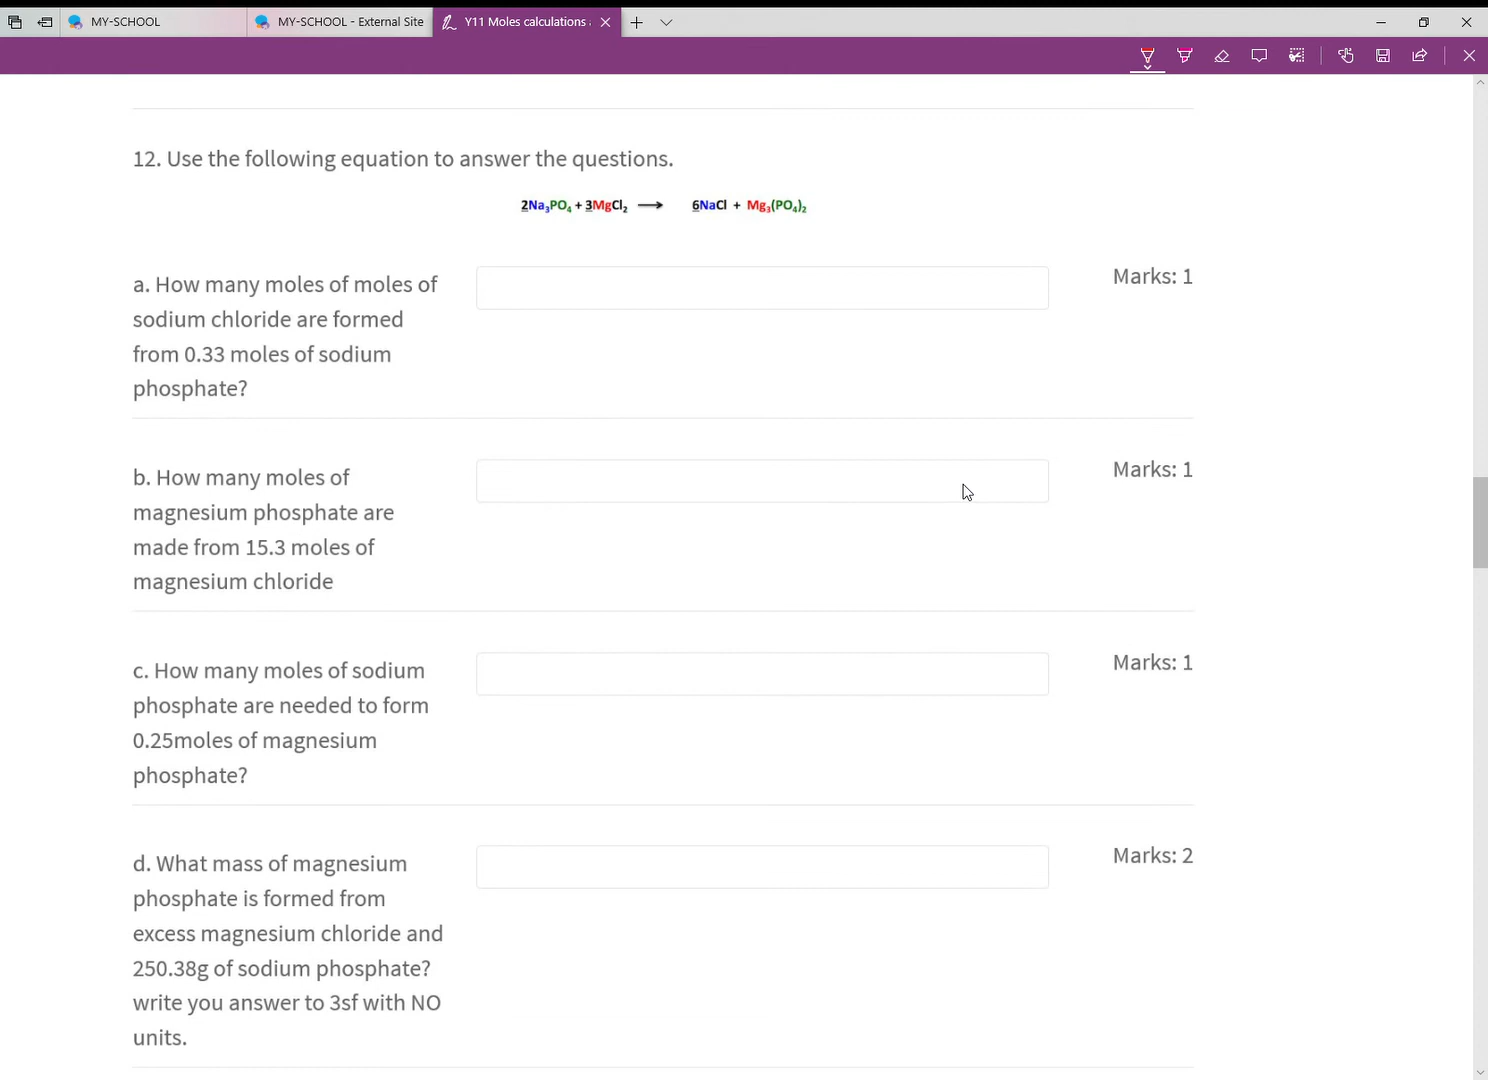 MY-SCHOOL
MY-SCHOOL - External Site
Y11 Moles calculations
12. Use the following equation to answer the questions.
2Na₃PO₄ + 3MgCl₂ ⟶ 6NaCl + Mg₃(PO₄)₂
a. How many moles of moles of
sodium chloride are formed
from 0.33 moles of sodium
phosphate?
Marks: 1
b. How many moles of
magnesium phosphate are
made from 15.3 moles of
magnesium chloride
Marks: 1
c. How many moles of sodium
phosphate are needed to form
0.25moles of magnesium
phosphate?
Marks: 1
d. What mass of magnesium
phosphate is formed from
excess magnesium chloride and
250.38g of sodium phosphate?
write you answer to 3sf with NO
units.
Marks: 2